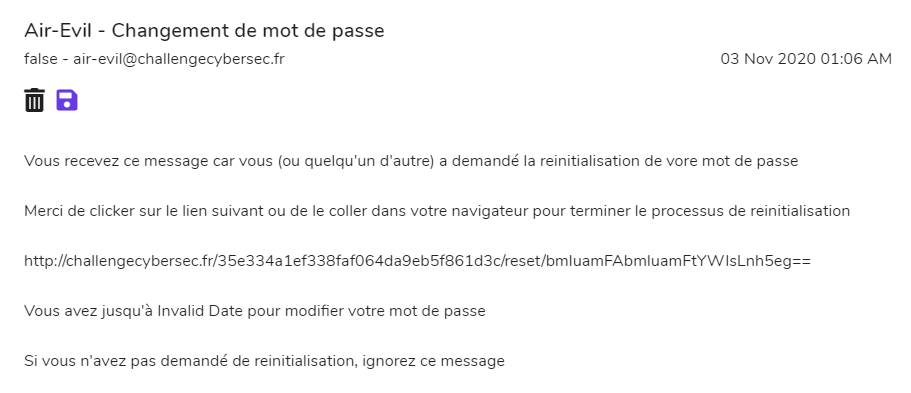 Air-Evil - Changement de mot de passe
false - air-evil@challengecybersec.fr 03 Nov 2020 01:06 AM
Vous recevez ce message car vous (ou quelqu'un d'autre) a demandé la reinitialisation de vore mot de passe
Merci de clicker sur le lien suivant ou de le coller dans votre navigateur pour terminer le processus de reinitialisation
http://challengecybersec.fr/35e334a1ef338faf064da9eb5f861d3c/reset/bmluamFAbmluamFtYWlsLnh5eg==
Vous avez jusqu'à Invalid Date pour modifier votre mot de passe
Si vous n'avez pas demandé de reinitialisation, ignorez ce message